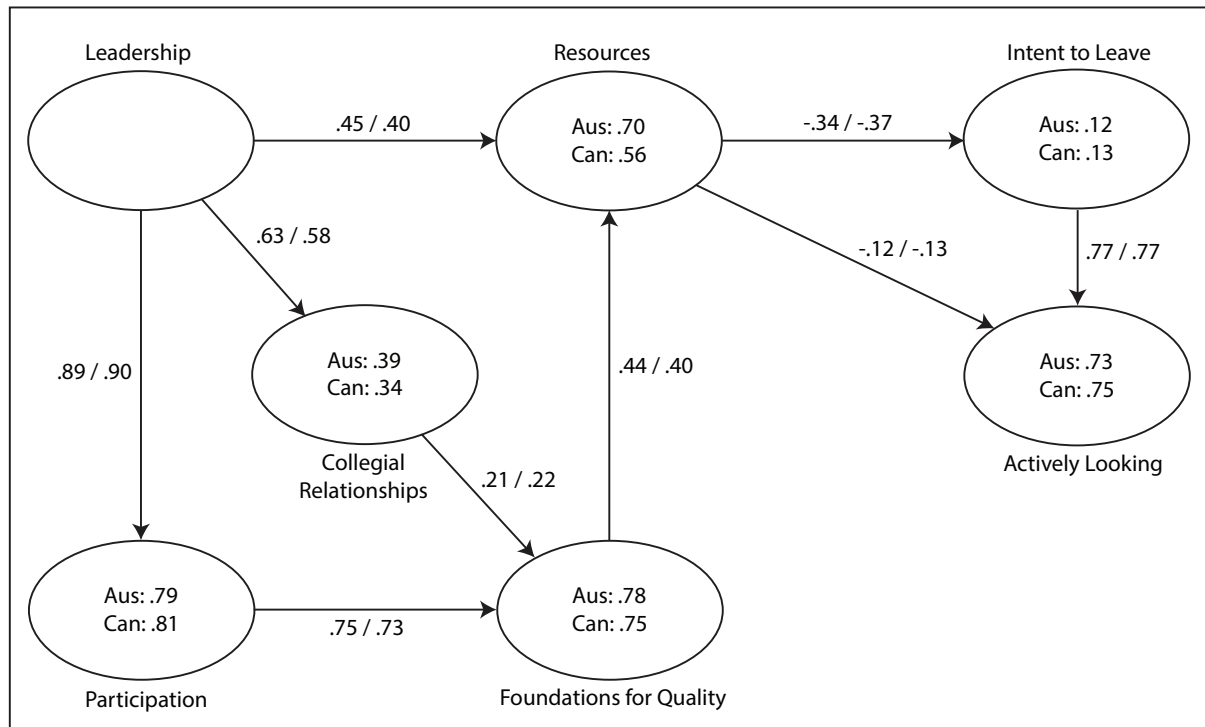 Leadership
Resources
Intent to Leave
.45 / .40
-.34 / -.37
Aus: .70
Can: .56
Aus: .12
Can: .13
.63 / .58
-.12 / -.13
.77 / .77
.89 / .90
Aus: .39
Can: .34
.44 / .40
Aus: .73
Can: .75
Collegial
Relationships
Actively Looking
.21 / .22
Aus: .79
Can: .81
.75 / .73
Aus: .78
Can: .75
Participation
Foundations for Quality